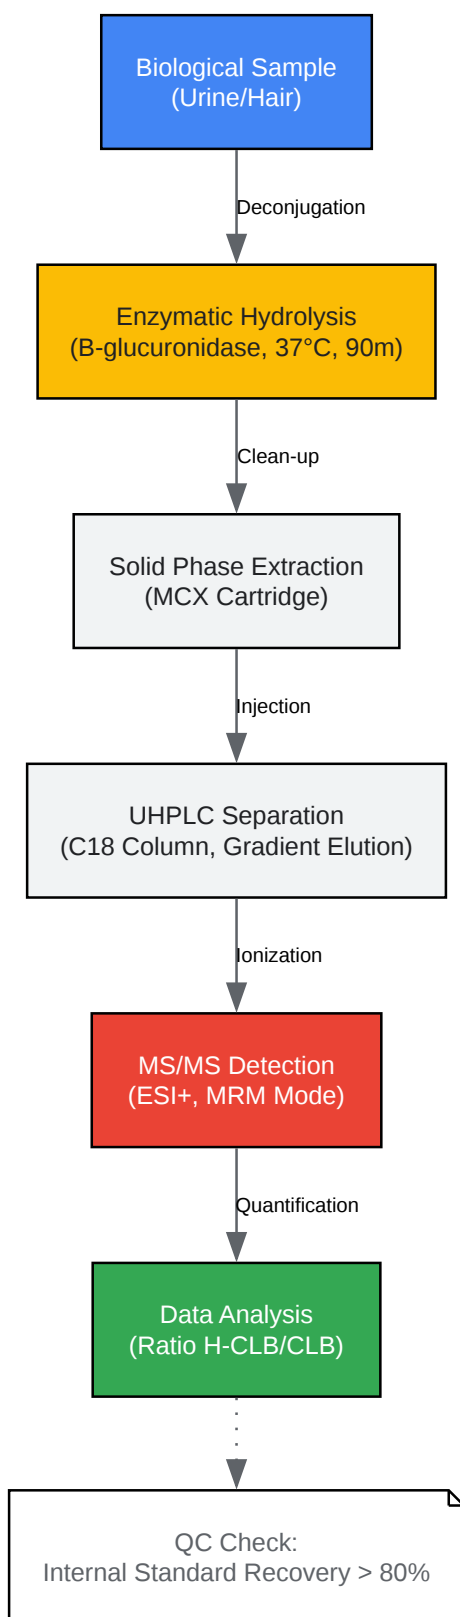 Biological Sample
(Urine/Hair)
Deconjugation
Enzymatic Hydrolysis
(B-glucuronidase, 37°C, 90m)
Clean-up
Solid Phase Extraction
(MCX Cartridge)
Injection
UHPLC Separation
(C18 Column, Gradient Elution)
Ionization
MS/MS Detection
(ESI+, MRM Mode)
Quantification
Data Analysis
(Ratio H-CLB/CLB)
QC Check:
Internal Standard Recovery > 80%